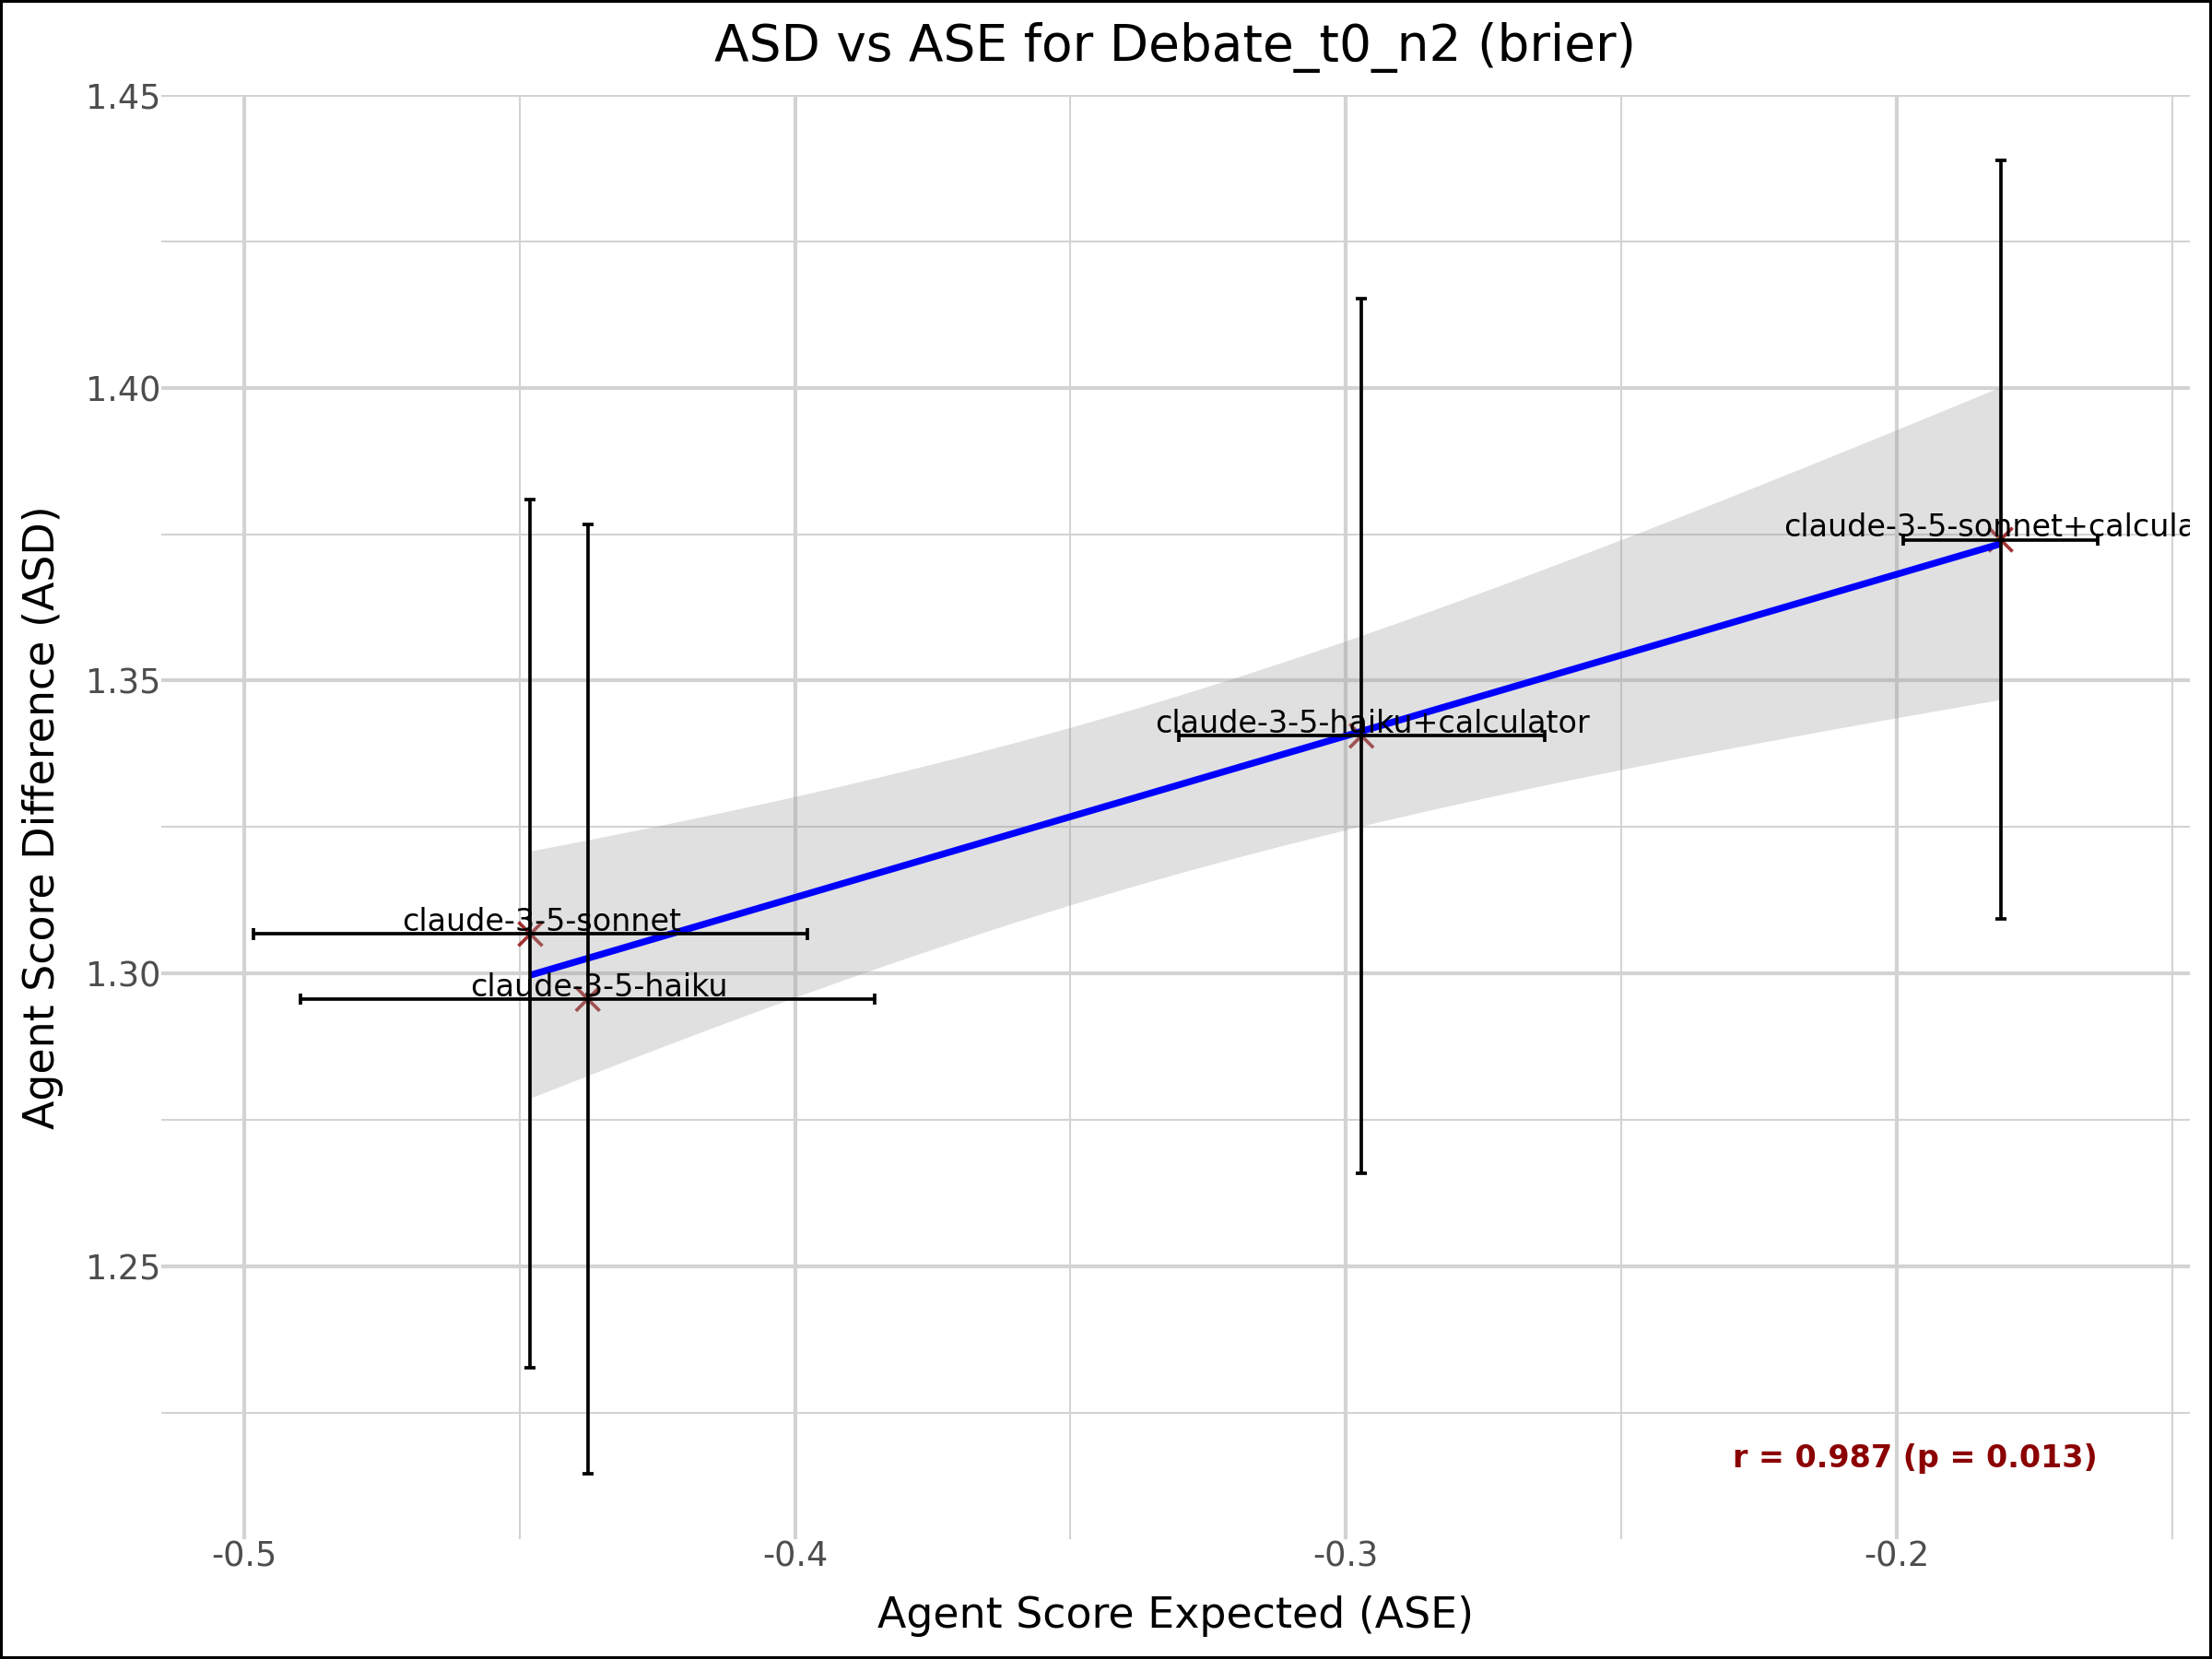 ASD vs ASE for Debate_t0_n2 (brier)
Agent Score Difference (ASD)
1.45
1.40
1.35
1.30
1.25
claude-3-5-sonnet+calcula
claude-3-5-haiku+calculator
claude-3-5-sonnet
claude-3-5-haiku
r = 0.987 (p = 0.013)
-0.5
-0.4
-0.3
-0.2
Agent Score Expected (ASE)